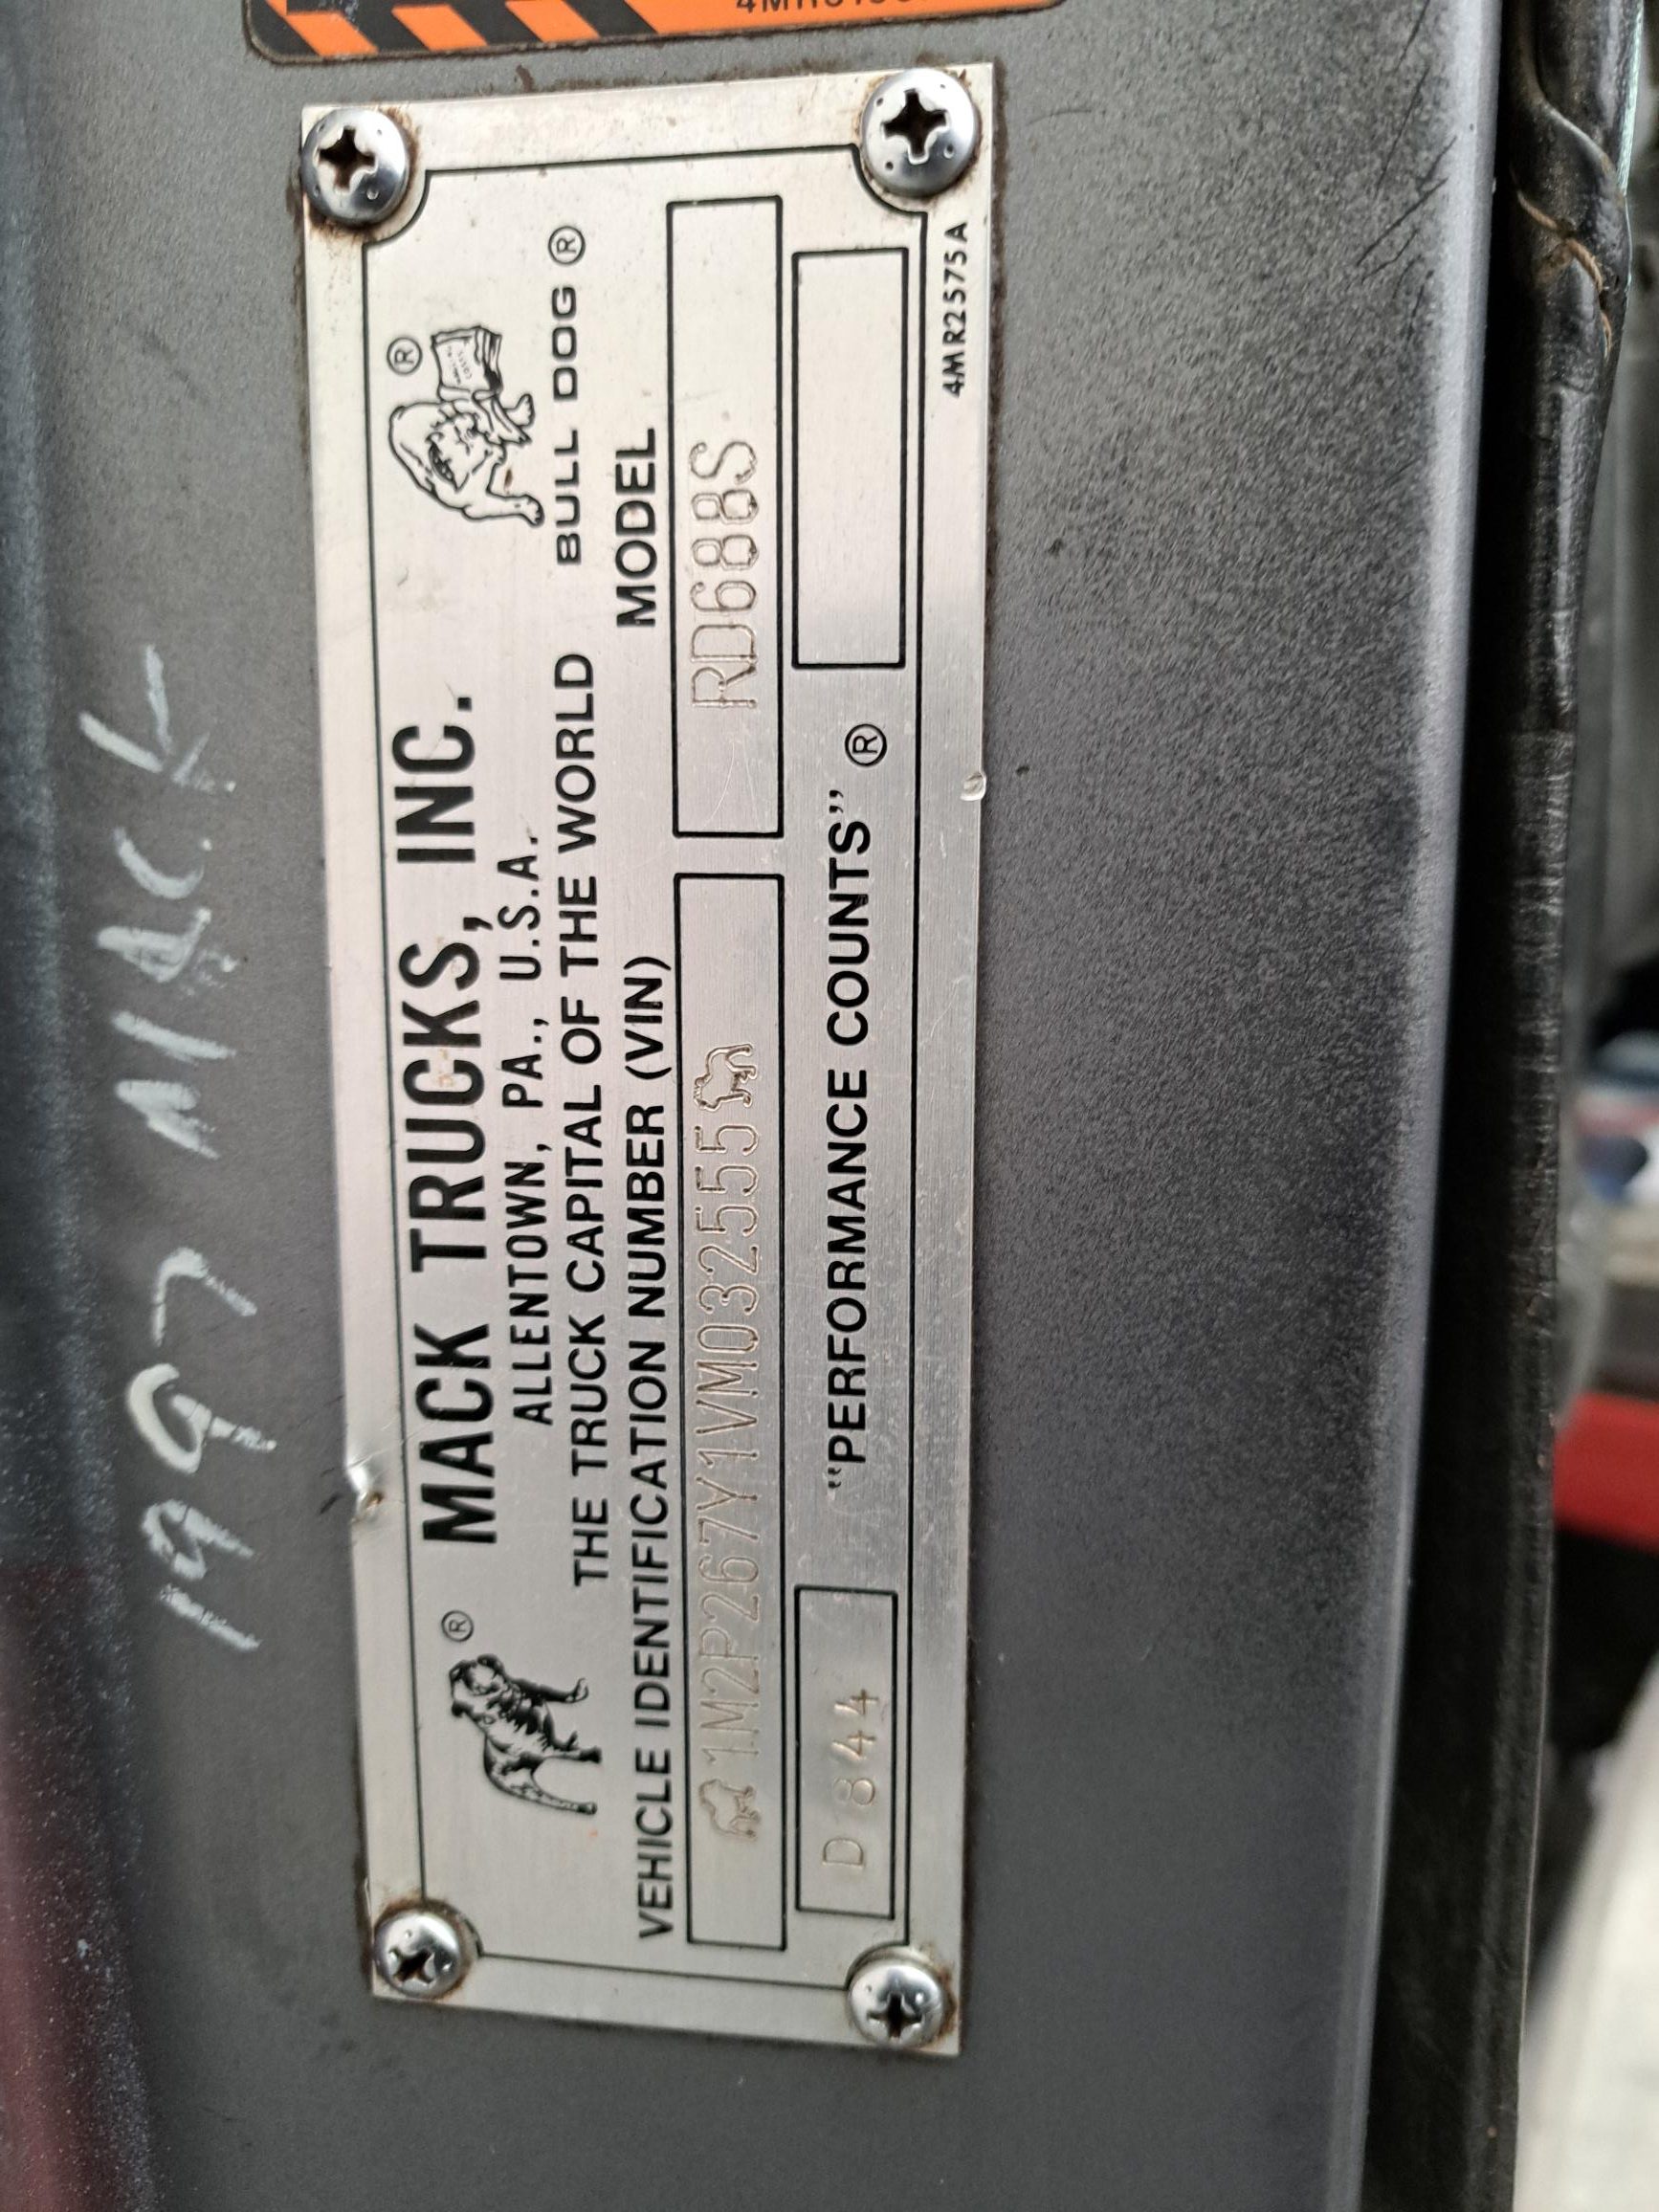 1997 MACK
MACK TRUCKS, INC.
ALLENTOWN, PA., U.S.A.
THE TRUCK CAPITAL OF THE WORLD
BULL DOG ®
VEHICLE IDENTIFICATION NUMBER (VIN)
MODEL
1M2P267Y1VM032555
RD688S
D 844
"PERFORMANCE COUNTS" ®
4MR2575A